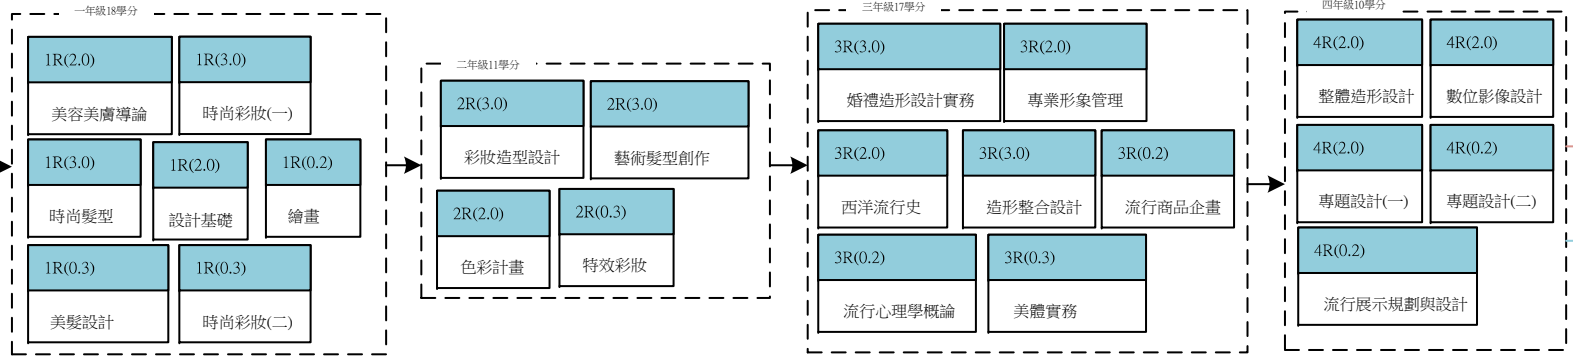 一年級18學分
1R(2.0)
美容美膚導論
1R(3.0)
時尚彩妝(一)
1R(3.0)
時尚髮型
1R(2.0)
設計基礎
1R(0.2)
繪畫
1R(0.3)
美髮設計
1R(0.3)
時尚彩妝(二)
二年級11學分
2R(3.0)
彩妝造型設計
2R(3.0)
藝術髮型創作
2R(2.0)
色彩計畫
2R(0.3)
特效彩妝
三年級17學分
3R(3.0)
婚禮造形設計實務
3R(2.0)
專業形象管理
3R(2.0)
西洋流行史
3R(3.0)
造形整合設計
3R(0.2)
流行商品企畫
3R(0.2)
流行心理學概論
3R(0.3)
美體實務
四年級10學分
4R(2.0)
整體造形設計
4R(2.0)
數位影像設計
4R(2.0)
專題設計(一)
4R(0.2)
專題設計(二)
4R(0.2)
流行展示規劃與設計